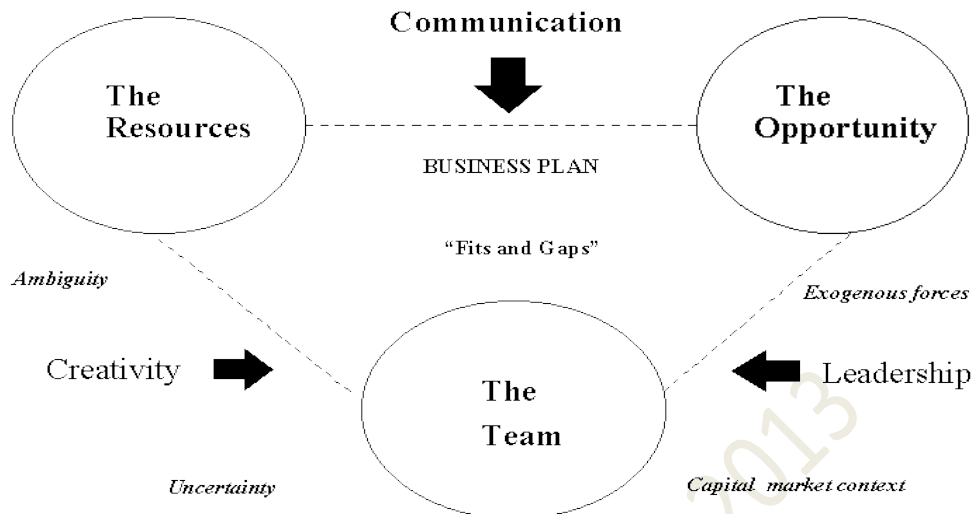 Communication
The
Resources
The
Opportunity
BUSINESS PLAN
“Fits and Gaps”
Ambiguity
Exogenous forces
Creativity
Leadership
The
Team
Uncertainty
Capital market context
2013